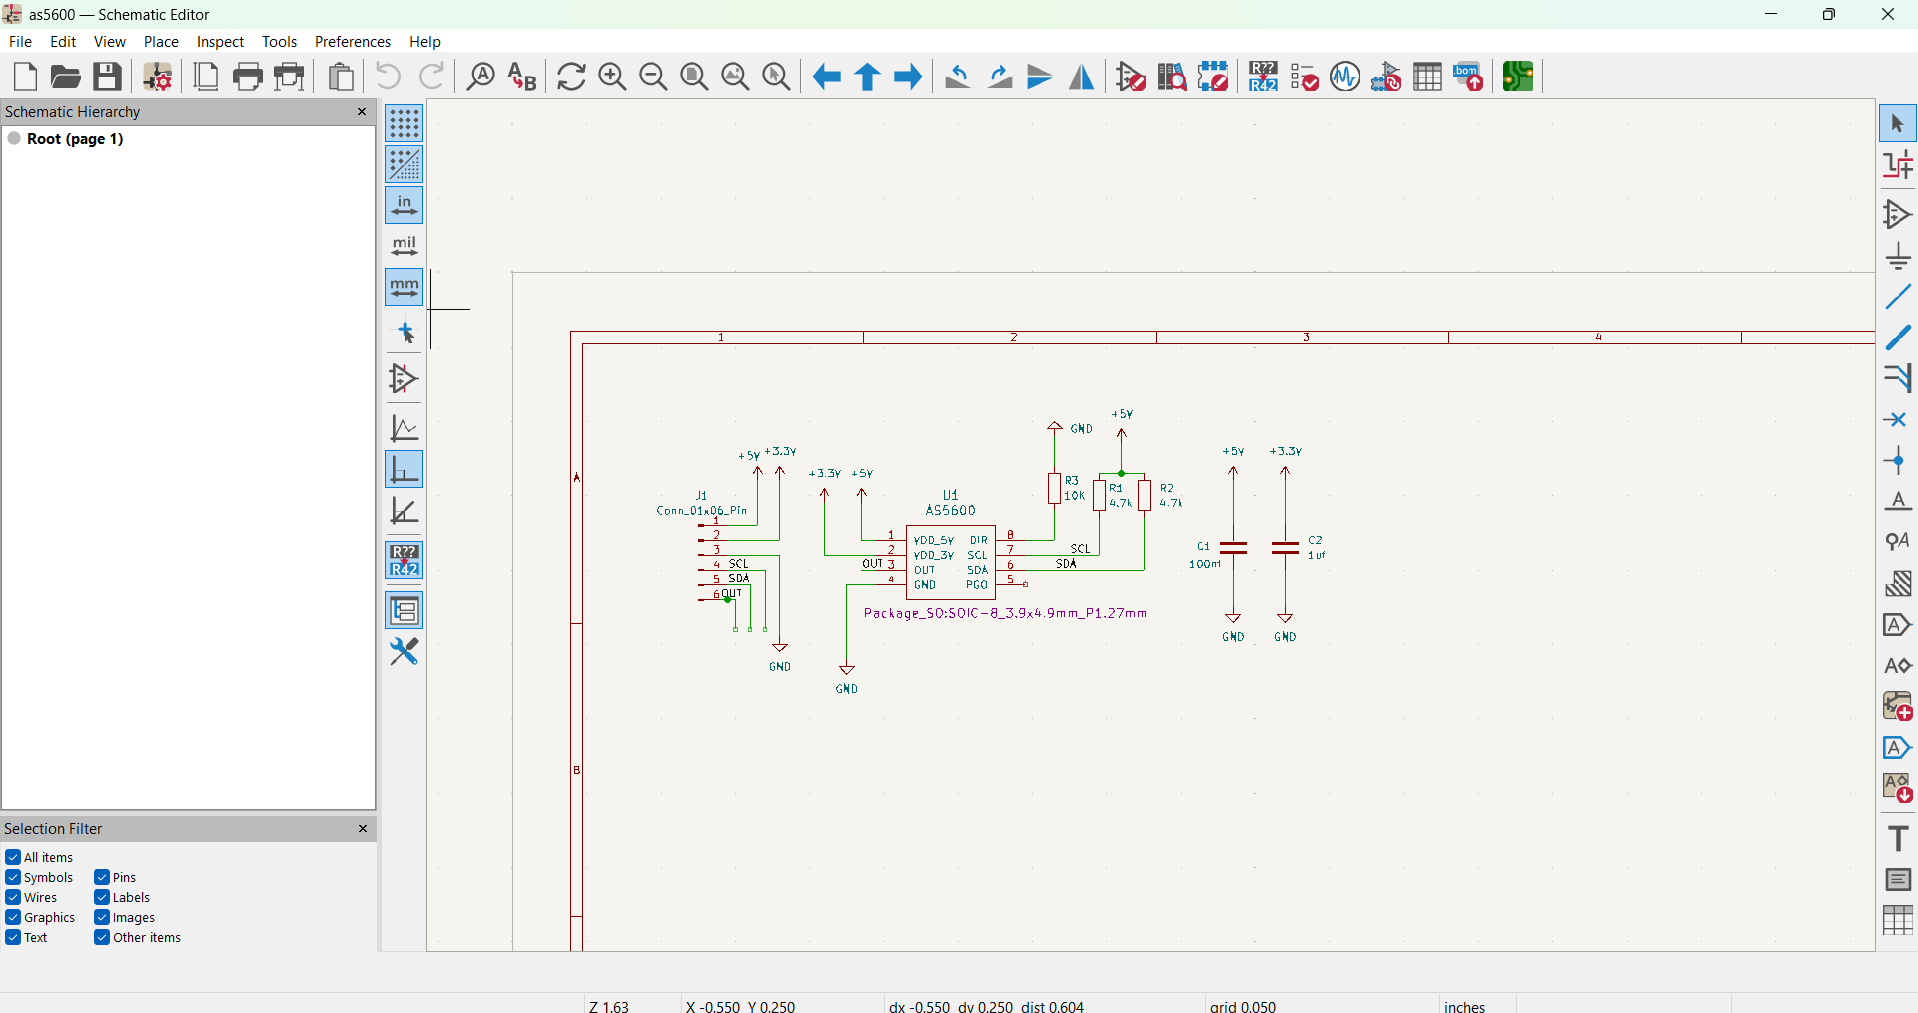 as5600 — Schematic Editor
File Edit View Place Inspect Tools Preferences Help
Schematic Hierarchy
Root (page 1)
in
mil
mm
R??
R42
R??
R42
.bom
A
B
1 2 3 4
A
B
+5V +3.3V
J1
Conn_01x06_Pin
1
2
3
4 SCL
5 SDA
6 OUT
GND
+3.3V +5V
U1
AS5600
1 VDD_5V DIR 8
2 VDD_3V SCL 7 SCL
OUT 3 OUT SDA 6 SDA
4 GND PGO 5
Package_SO:SOIC-8_3.9x4.9mm_P1.27mm
GND
GND
+5V
R3
10K
R1
4.7k
R2
4.7k
+5V +3.3V
C1
100nf
C2
1uf
GND GND
Selection Filter
All items
Symbols Pins
Wires Labels
Graphics Images
Text Other items
Z 1.63 X -0.550 Y 0.250 dx -0.550 dy 0.250 dist 0.604 grid 0.050 inches